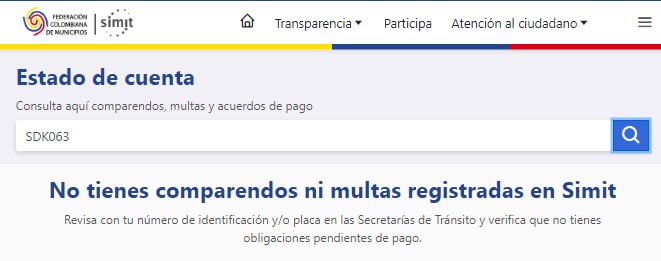 FEDERACIÓN
COLOMBIANA
DE MUNICIPIOS
simit
Transparencia
Participa
Atención al ciudadano
Estado de cuenta
Consulta aquí comparendos, multas y acuerdos de pago
SDK063
No tienes comparendos ni multas registradas en Simit
Revisa con tu número de identificación y/o placa en las Secretarías de Tránsito y verifica que no tienes
obligaciones pendientes de pago.